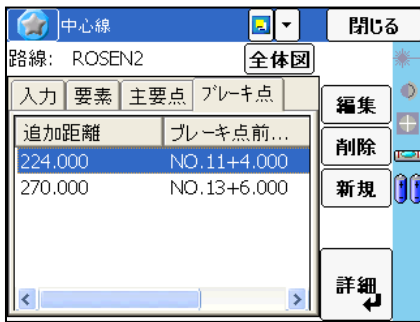 中心線
閉じる
路線: ROSEN2
全体図
入力 要素 主要点 ブレーキ点
追加距離 ブレーキ点前...
224.000 NO.11+4.000
270.000 NO.13+6.000
編集
削除
新規
詳細